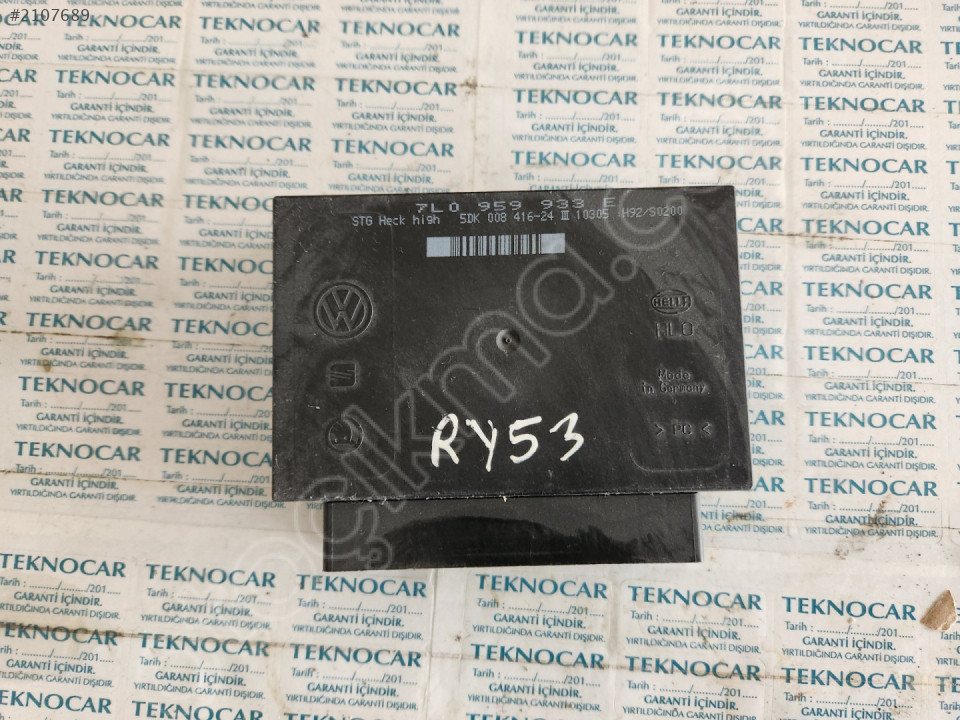 #2107689
7L0 959 933 E
STG Heck high 5DK 008 416-24 III 10305 H92/S0200
HELLA
HLO
Made
in Germany
> PC <
RY53
TEKNOCAR
Tarih : ........./........./201.....
GARANTİ İÇİNDİR.
YIRTILDIĞINDA GARANTİ DIŞIDIR.